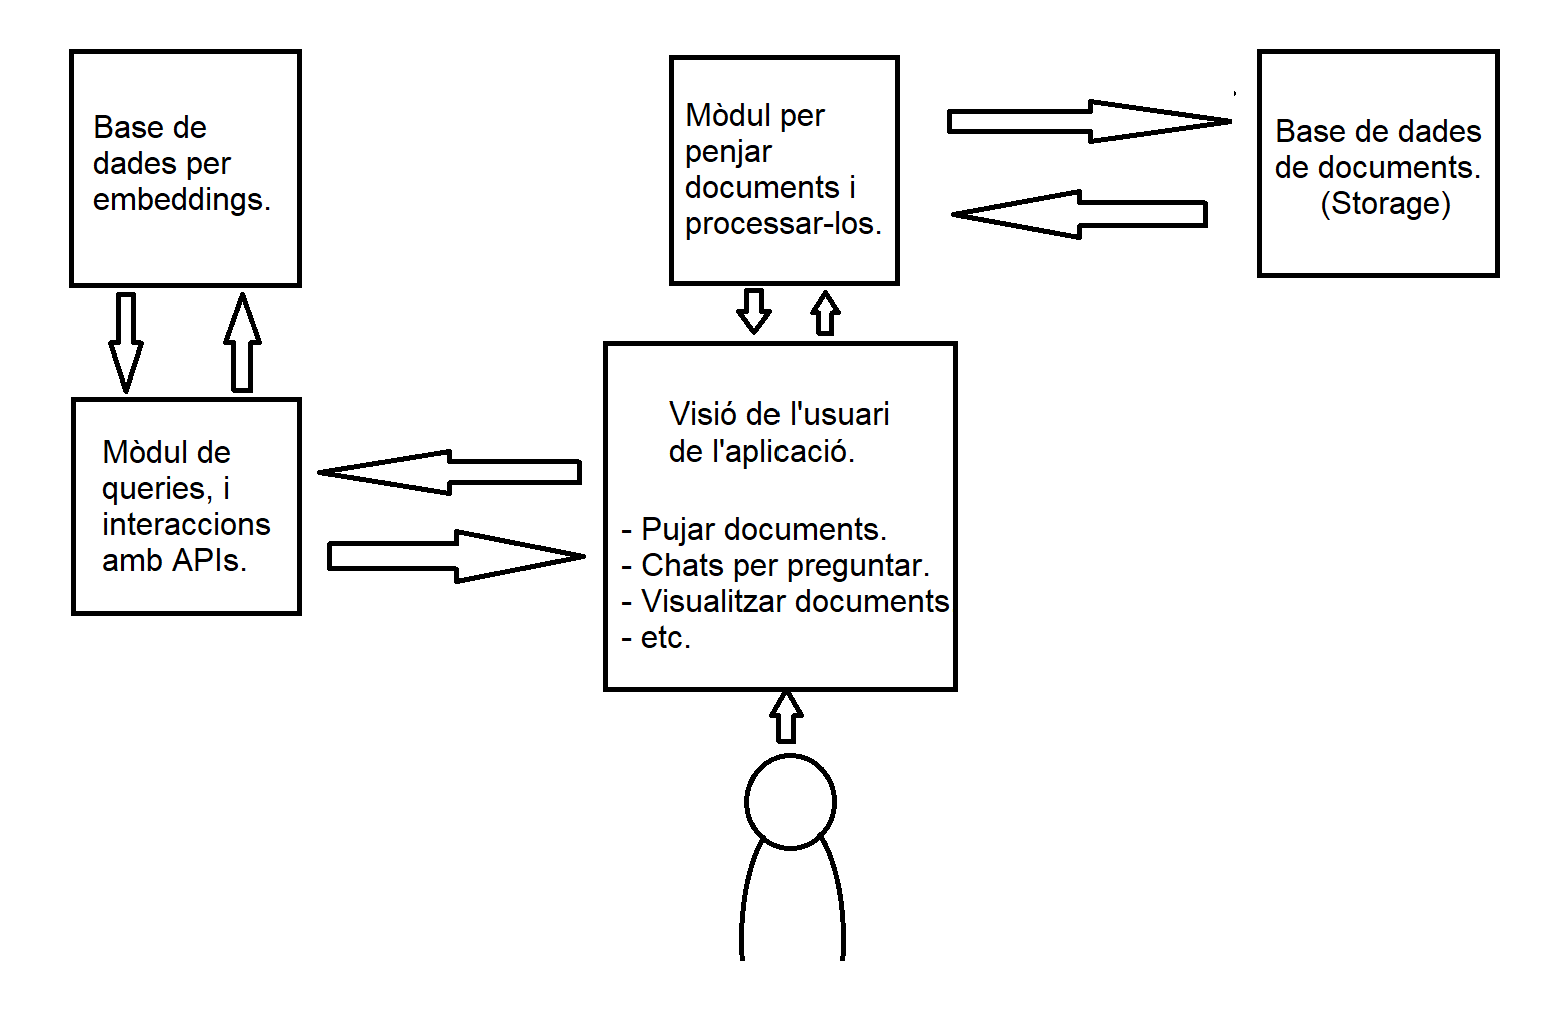 Base de
dades per
embeddings.
Mòdul per
penjar
documents i
processar-los.
Base de dades
de documents.
(Storage)
Mòdul de
queries, i
interaccions
amb APIs.
Visió de l'usuari
de l'aplicació.
- Pujar documents.
- Chats per preguntar.
- Visualitzar documents
- etc.